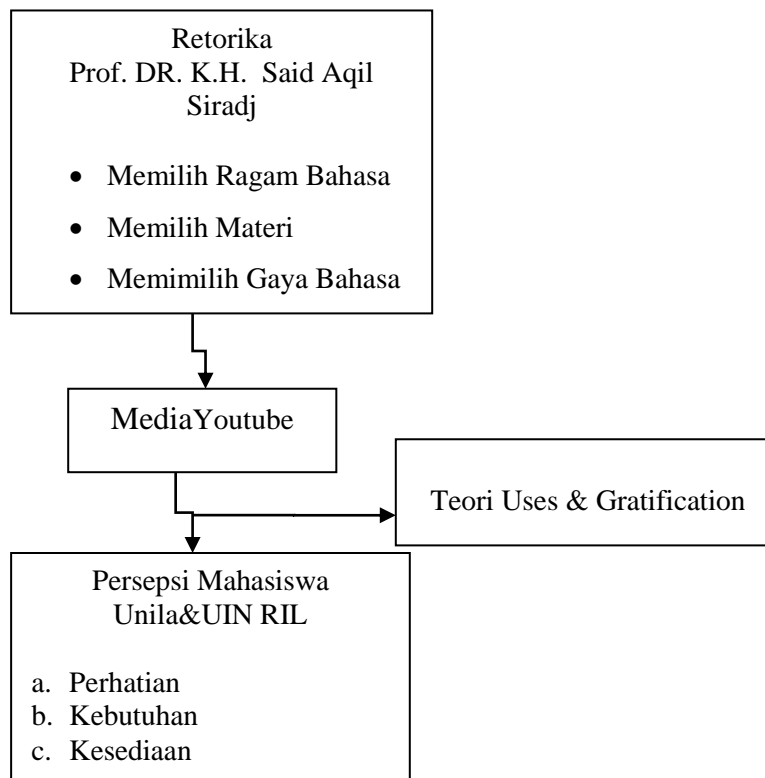 Retorika
Prof. DR. K.H.  Said Aqil
Siradj
• Memilih Ragam Bahasa
• Memilih Materi
• Memimilih Gaya Bahasa
MediaYoutube
Teori Uses & Gratification
Persepsi Mahasiswa
Unila&UIN RIL
a. Perhatian
b. Kebutuhan
c. Kesediaan